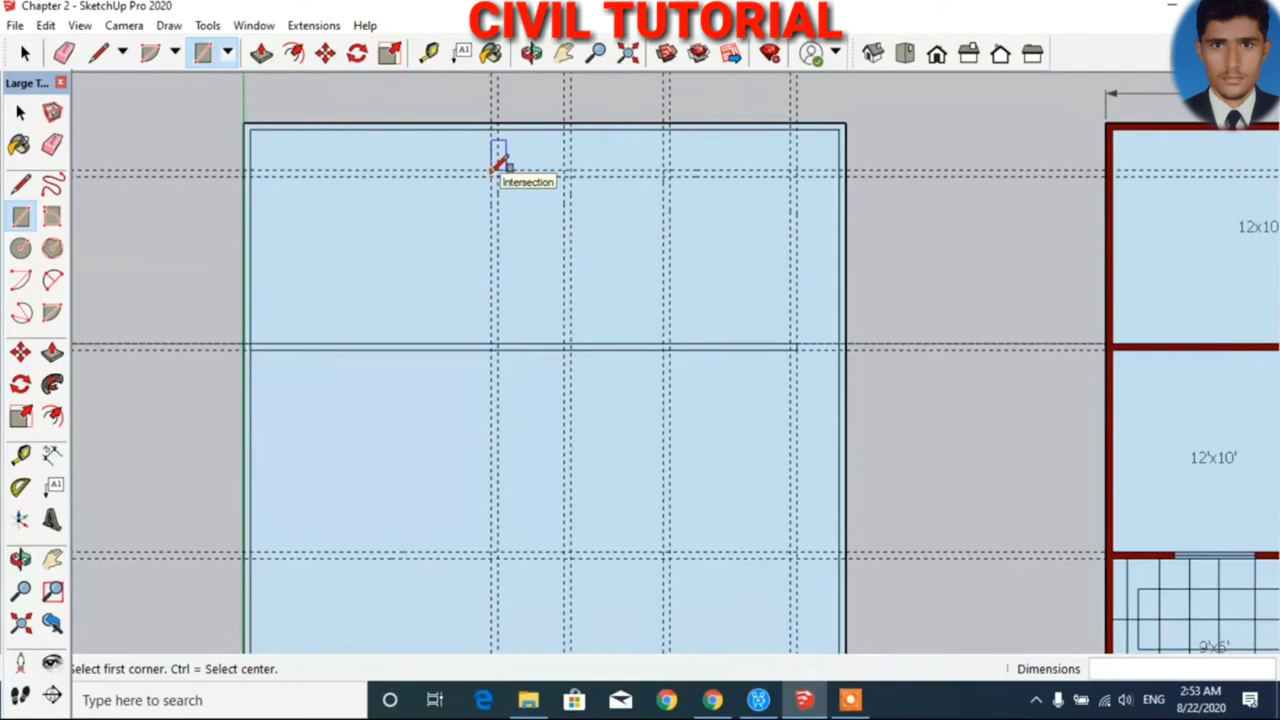 Chapter 2 - SketchUp Pro 2020
CIVIL TUTORIAL
File Edit View Camera Draw Tools Window Extensions Help
A1
Large T...
Intersection
12x10
12'x10'
A1
9'x6'
Select first corner. Ctrl = Select center.
Dimensions
Type here to search
ENG
2:53 AM
8/22/2020